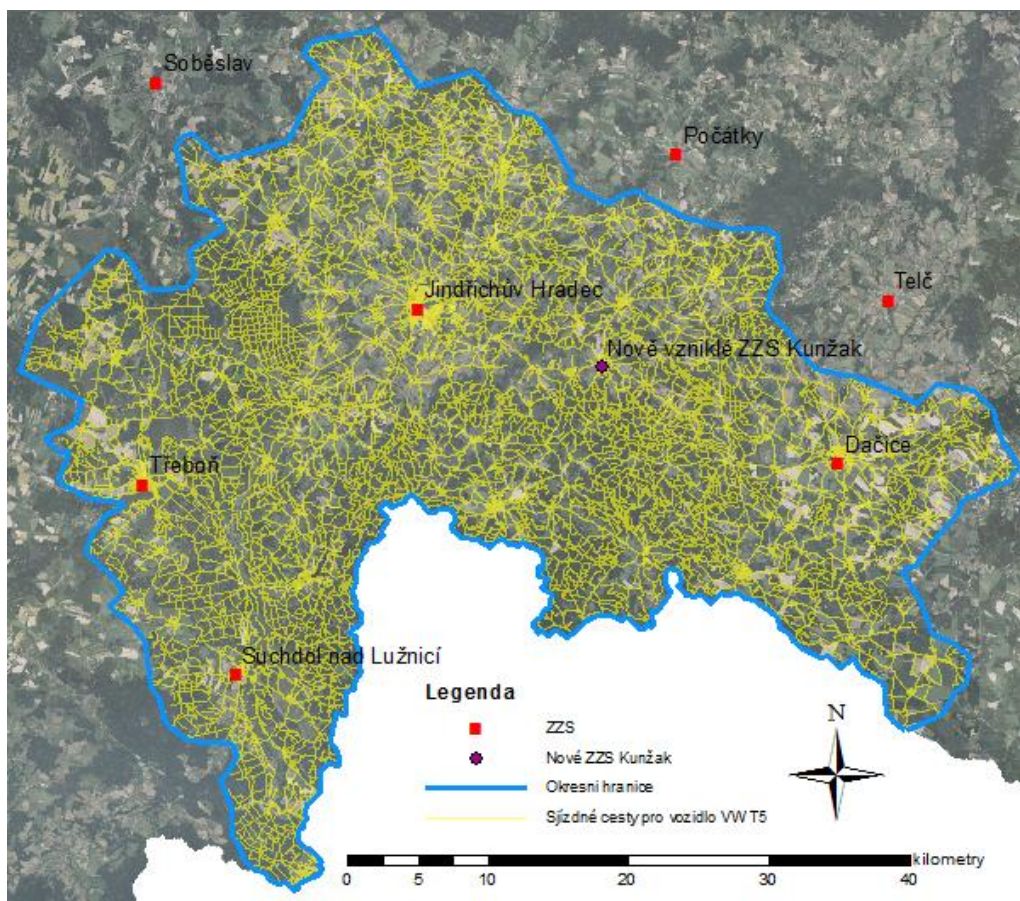 Soběslav
Počátky
Telč
Jindřichův Hradec
Nově vzniklé ZZS Kunžak
Dačice
Třeboň
Suchdol nad Lužnicí
Legenda
ZZS
Nové ZZS Kunžak
Okresní hranice
Sjízdné cesty pro vozidlo VW T5
N
kilometry
0 5 10 20 30 40